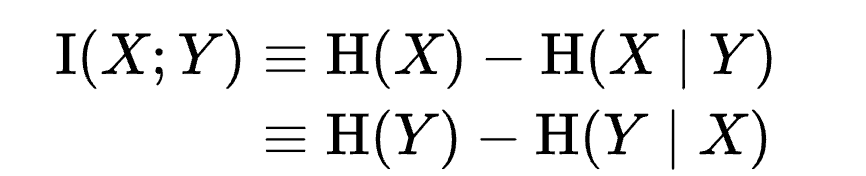 I(X; Y) ≡ H(X) − H(X | Y)
≡ H(Y) − H(Y | X)